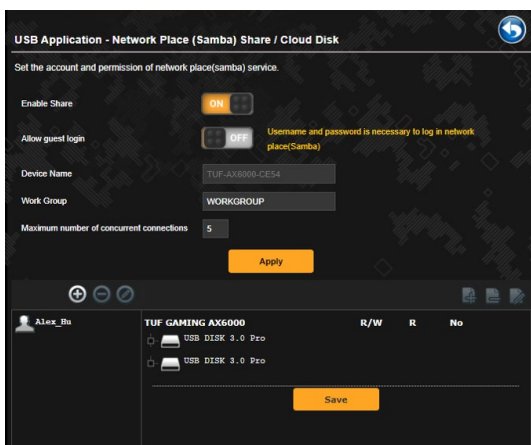 USB Application - Network Place (Samba) Share / Cloud Disk
Set the account and permission of network place(samba) service.
Enable Share ON
Allow guest login OFF Username and password is necessary to log in network
place(Samba)
Device Name TUF-AX6000-CE54
Work Group WORKGROUP
Maximum number of concurrent connections 5
Apply
Alex_Hu TUF GAMING AX6000 R/W R No
USB DISK 3.0 Pro
USB DISK 3.0 Pro
Save